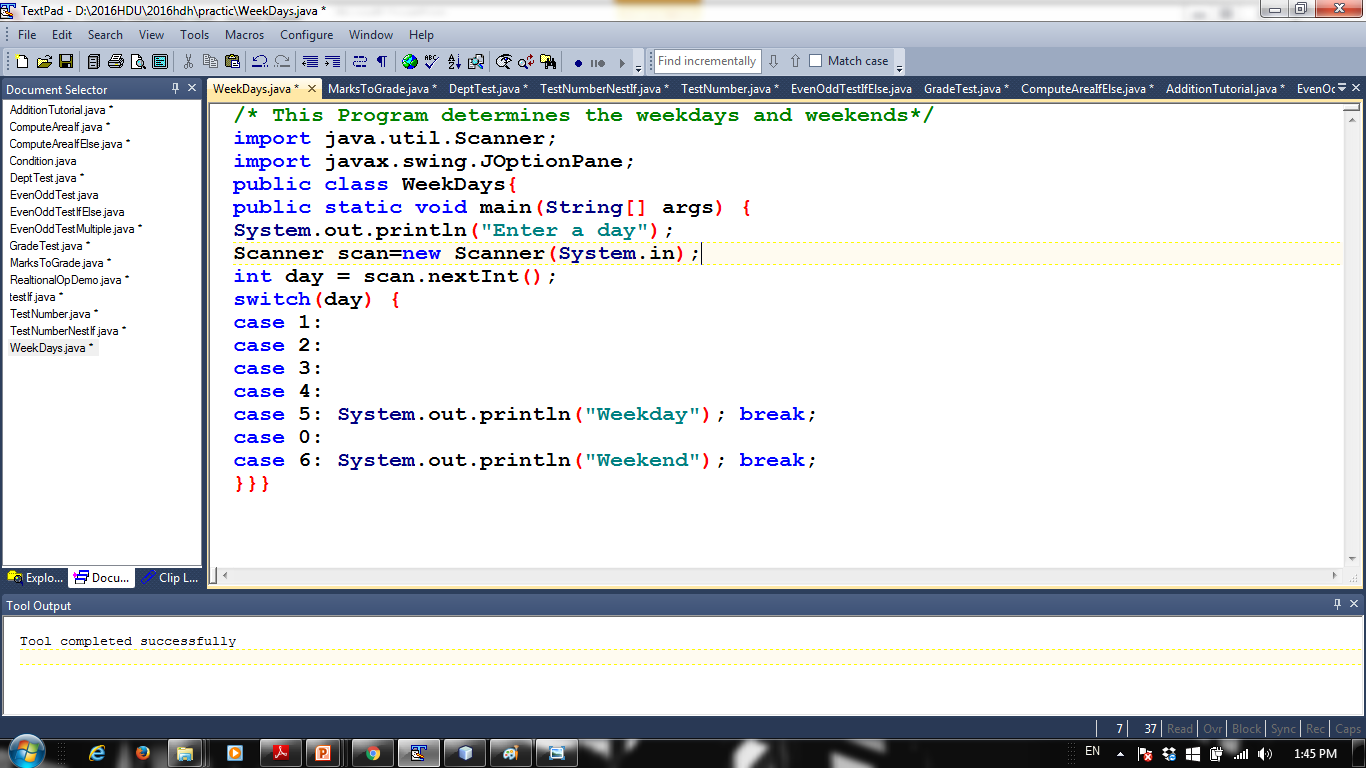 TextPad - D:\2016HDU\2016hdh\practic\WeekDays.java *
File Edit Search View Tools Macros Configure Window Help
Find incrementally Match case
Document Selector
WeekDays.java * MarksToGrade.java * DeptTest.java * TestNumberNestIf.java * TestNumber.java * EvenOddTestIfElse.java GradeTest.java * ComputeAreaIfElse.java * AdditionTutorial.java * EvenOc
AdditionTutorial.java *
ComputeAreaIf.java *
ComputeAreaIfElse.java *
Condition.java
DeptTest.java *
EvenOddTest.java
EvenOddTestIfElse.java
EvenOddTestMultiple.java *
GradeTest.java *
MarksToGrade.java *
RealtionalOpDemo.java *
testIf.java *
TestNumber.java *
TestNumberNestIf.java *
WeekDays.java *
Explo... Docu... Clip L...
/* This Program determines the weekdays and weekends*/
import java.util.Scanner;
import javax.swing.JOptionPane;
public class WeekDays{
public static void main(String[] args) {
System.out.println("Enter a day");
Scanner scan=new Scanner(System.in);
int day = scan.nextInt();
switch(day) {
case 1:
case 2:
case 3:
case 4:
case 5: System.out.println("Weekday"); break;
case 0:
case 6: System.out.println("Weekend"); break;
}}}
Tool Output
Tool completed successfully
7 37 Read Ovr Block Sync Rec Caps
EN 1:45 PM